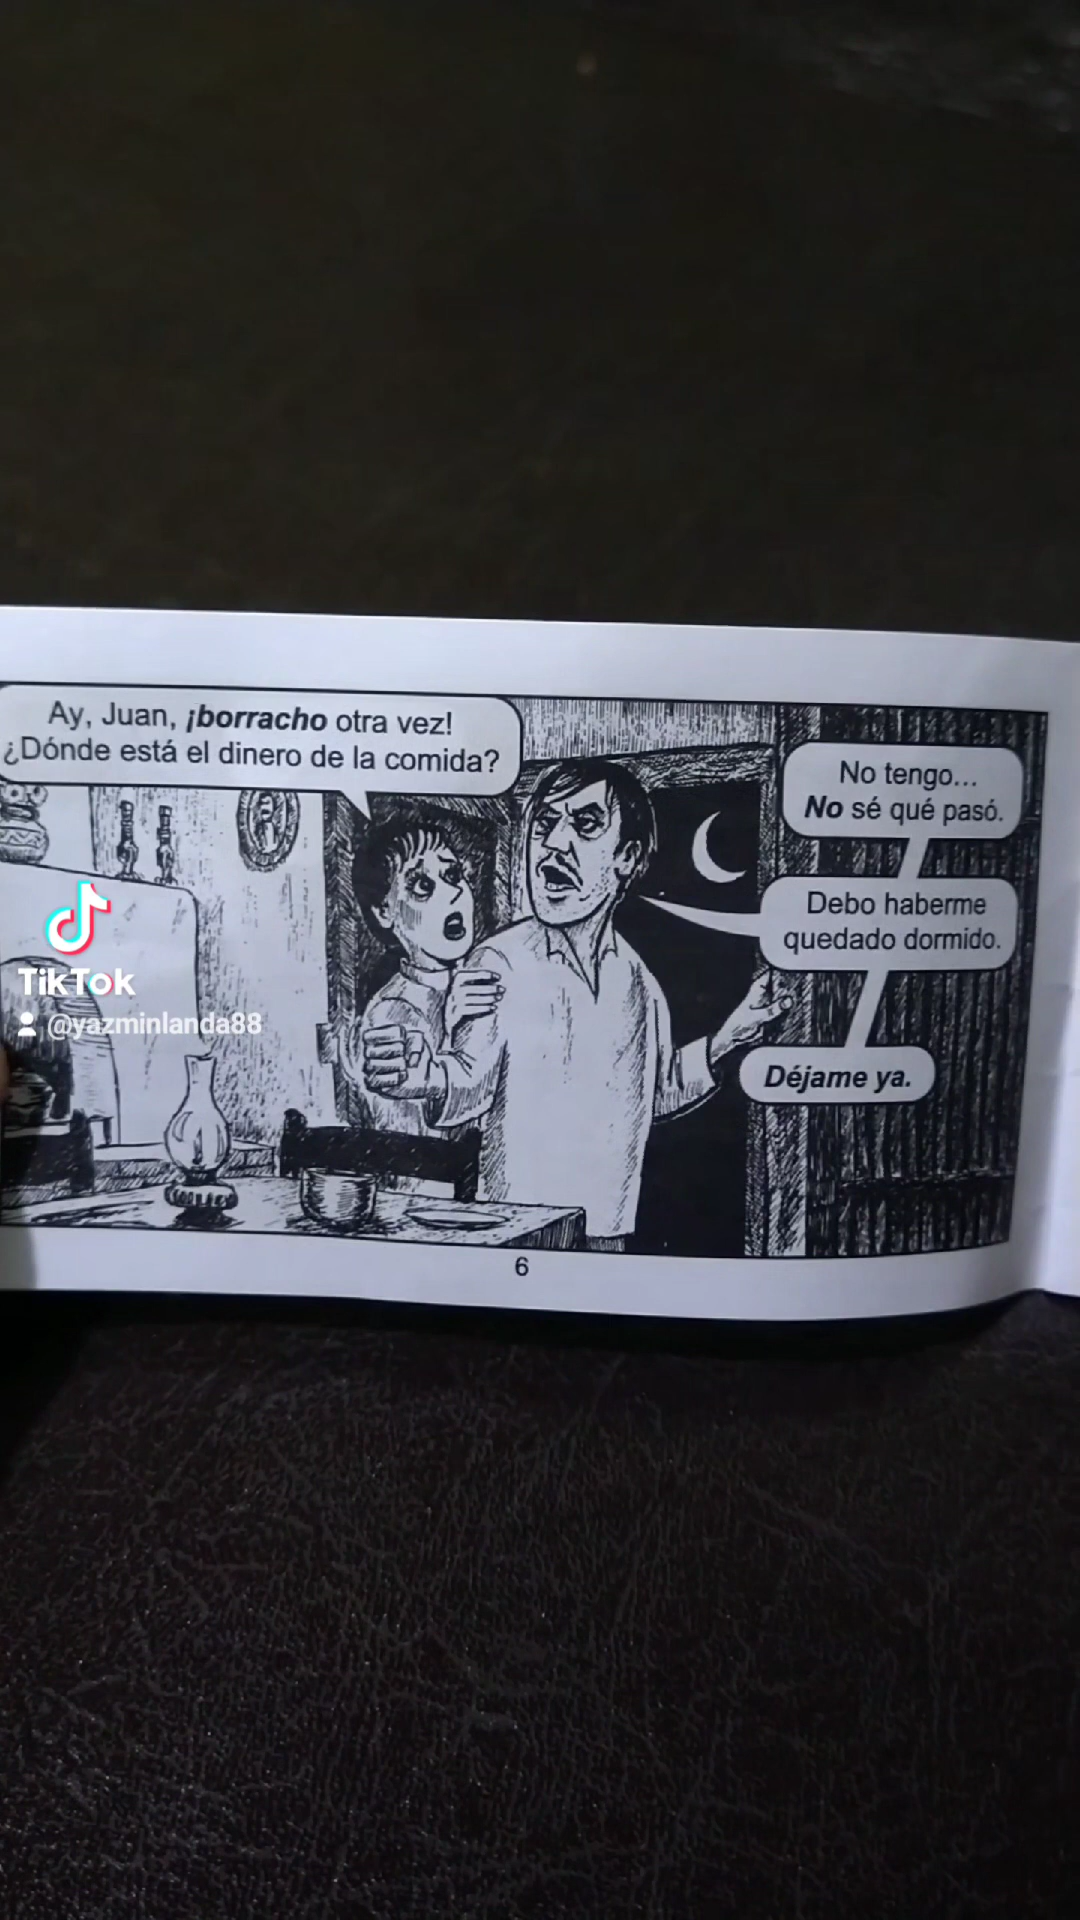 Ay, Juan, ¡borracho otra vez!
¿Dónde está el dinero de la comida?
No tengo...
No sé qué pasó.
Debo haberme
quedado dormido.
Déjame ya.
TikTok
@yazminlanda88
6